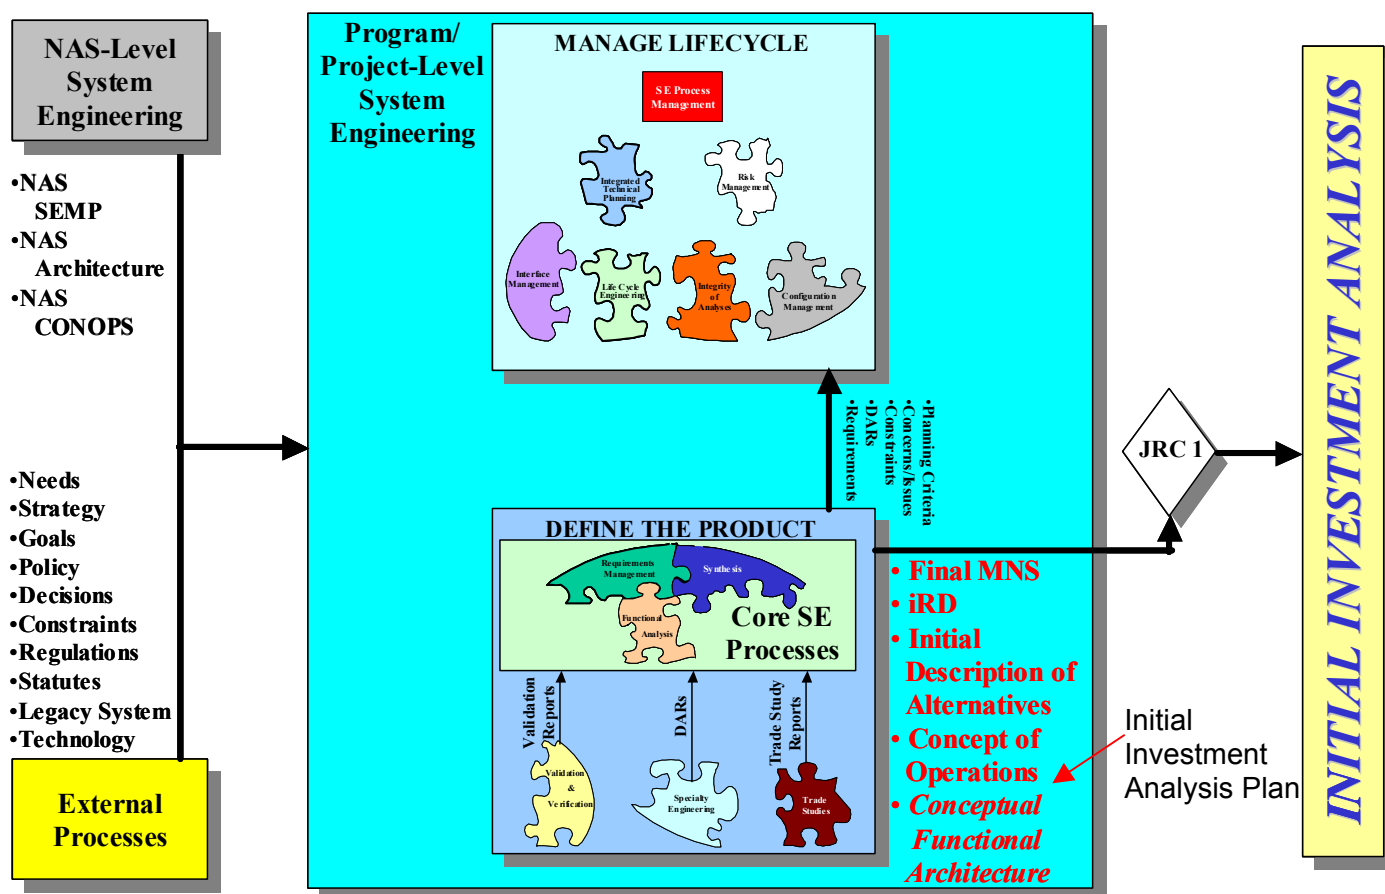 NAS-Level
System
Engineering
•NAS
SEMP
•NAS
Architecture
•NAS
CONOPS
•Needs
•Strategy
•Goals
•Policy
•Decisions
•Constraints
•Regulations
•Statutes
•Legacy System
•Technology
External
Processes
Program/
Project-Level
System
Engineering
MANAGE LIFECYCLE
SE Process
Management
Integrated
Technical
Planning
Risk
Management
Interface
Management
Life Cycle
Engineering
Integrity
of
Analyses
Configuration
Management
•Planning Criteria
•Concerns/Issues
•Constraints
•DARs
•Requirements
DEFINE THE PRODUCT
Requirements
Management
Synthesis
Functional
Analysis
Core SE
Processes
Validation
Reports
DARs
Trade Study
Reports
Validation
&
Verification
Specialty
Engineering
Trade
Studies
• Final MNS
• iRD
• Initial
Description of
Alternatives
• Concept of
Operations
• Conceptual
Functional
Architecture
JRC 1
Initial
Investment
Analysis Plan
INITIAL INVESTMENT ANALYSIS